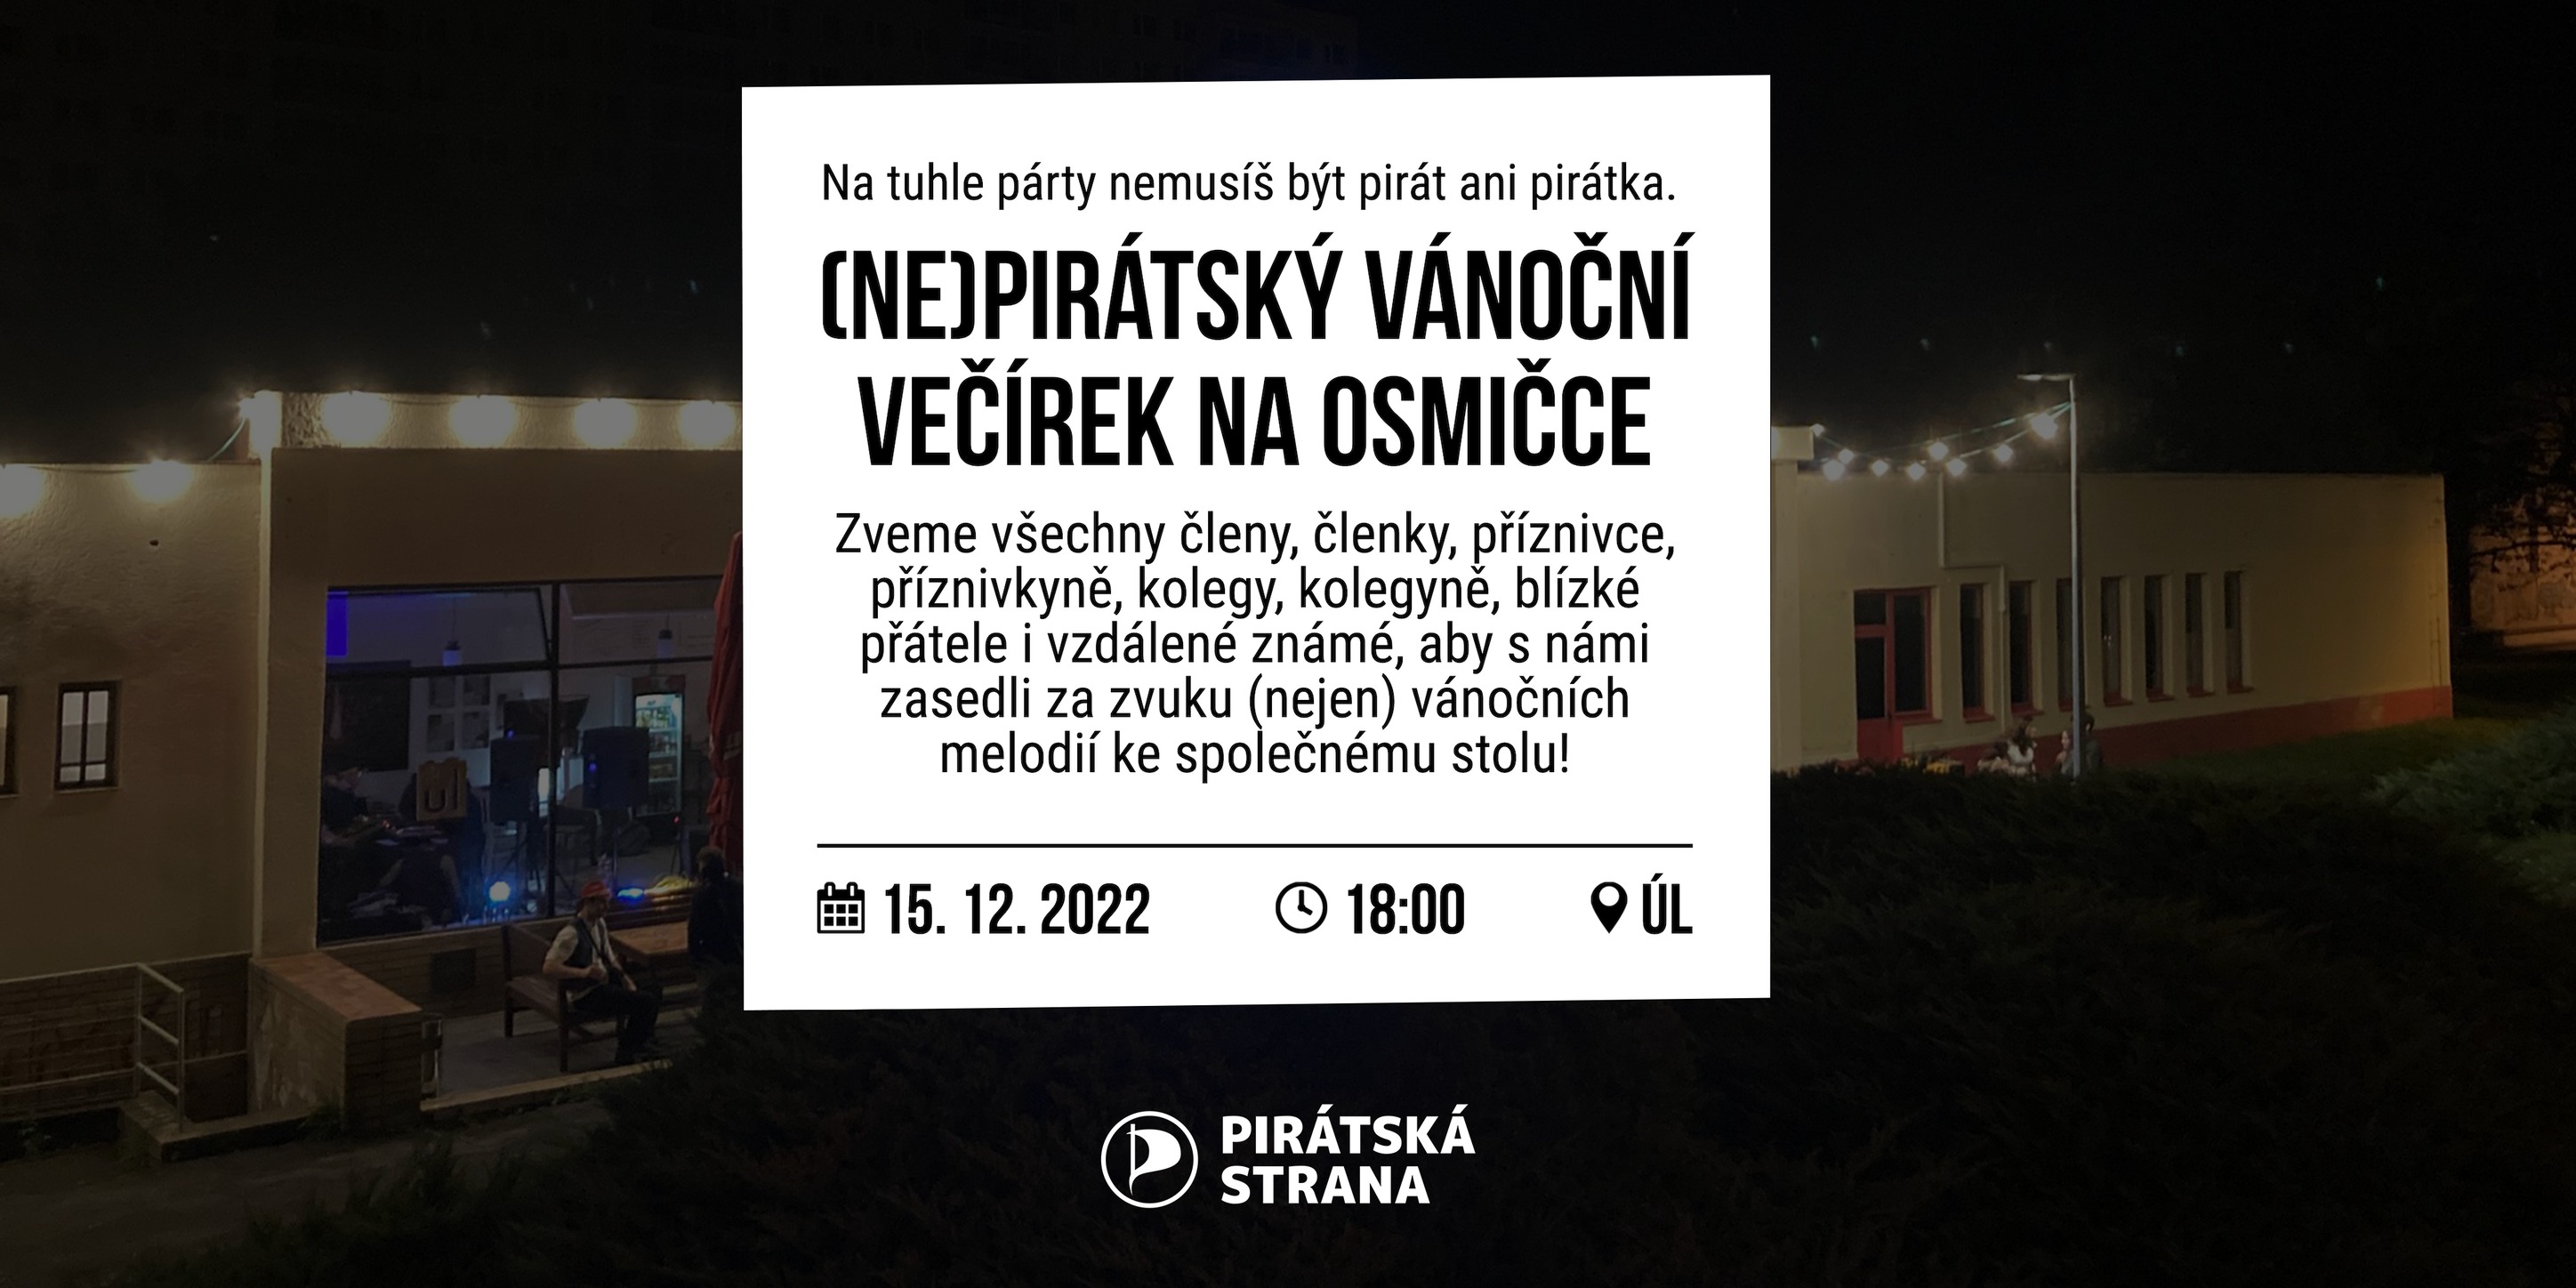 Na tuhle párty nemusíš být pirát ani pirátka.
(NE)PIRÁTSKÝ VÁNOČNÍ
VEČÍREK NA OSMIČCE
Zveme všechny členy, členky, příznivce,
příznivkyně, kolegy, kolegyně, blízké
přátele i vzdálené známé, aby s námi
zasedli za zvuku (nejen) vánočních
melodií ke společnému stolu!
15. 12. 2022 18:00 ÚL
úl
PIRÁTSKÁ
STRANA